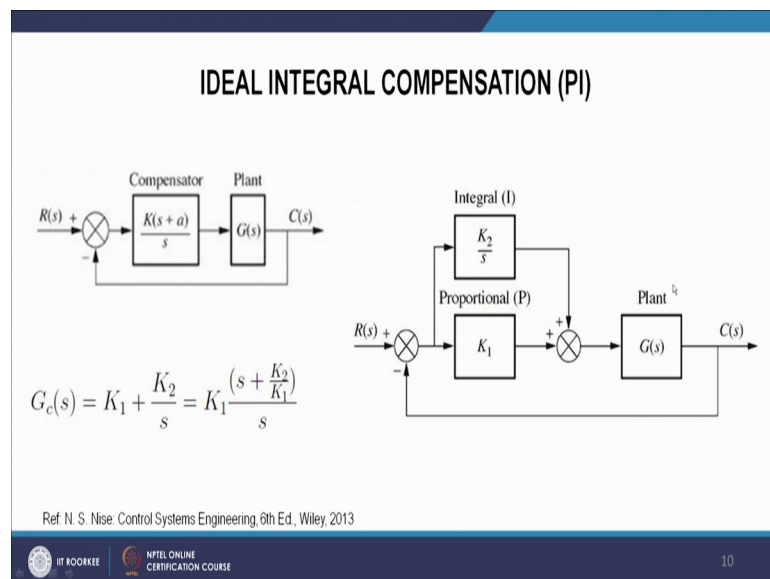 IDEAL INTEGRAL COMPENSATION (PI)
Compensator
Plant
R(s) +
K(s + a)
s
G(s)
C(s)
−
Integral (I)
K₂
s
Proportional (P)
Plant
R(s) +
K₁
+
+
G(s)
C(s)
−
G_c(s) = K₁ + K₂/s = K₁ (s + K₂/K₁)/s
Ref: N. S. Nise: Control Systems Engineering, 6th Ed., Wiley, 2013
IIT ROORKEE
NPTEL ONLINE
CERTIFICATION COURSE
10